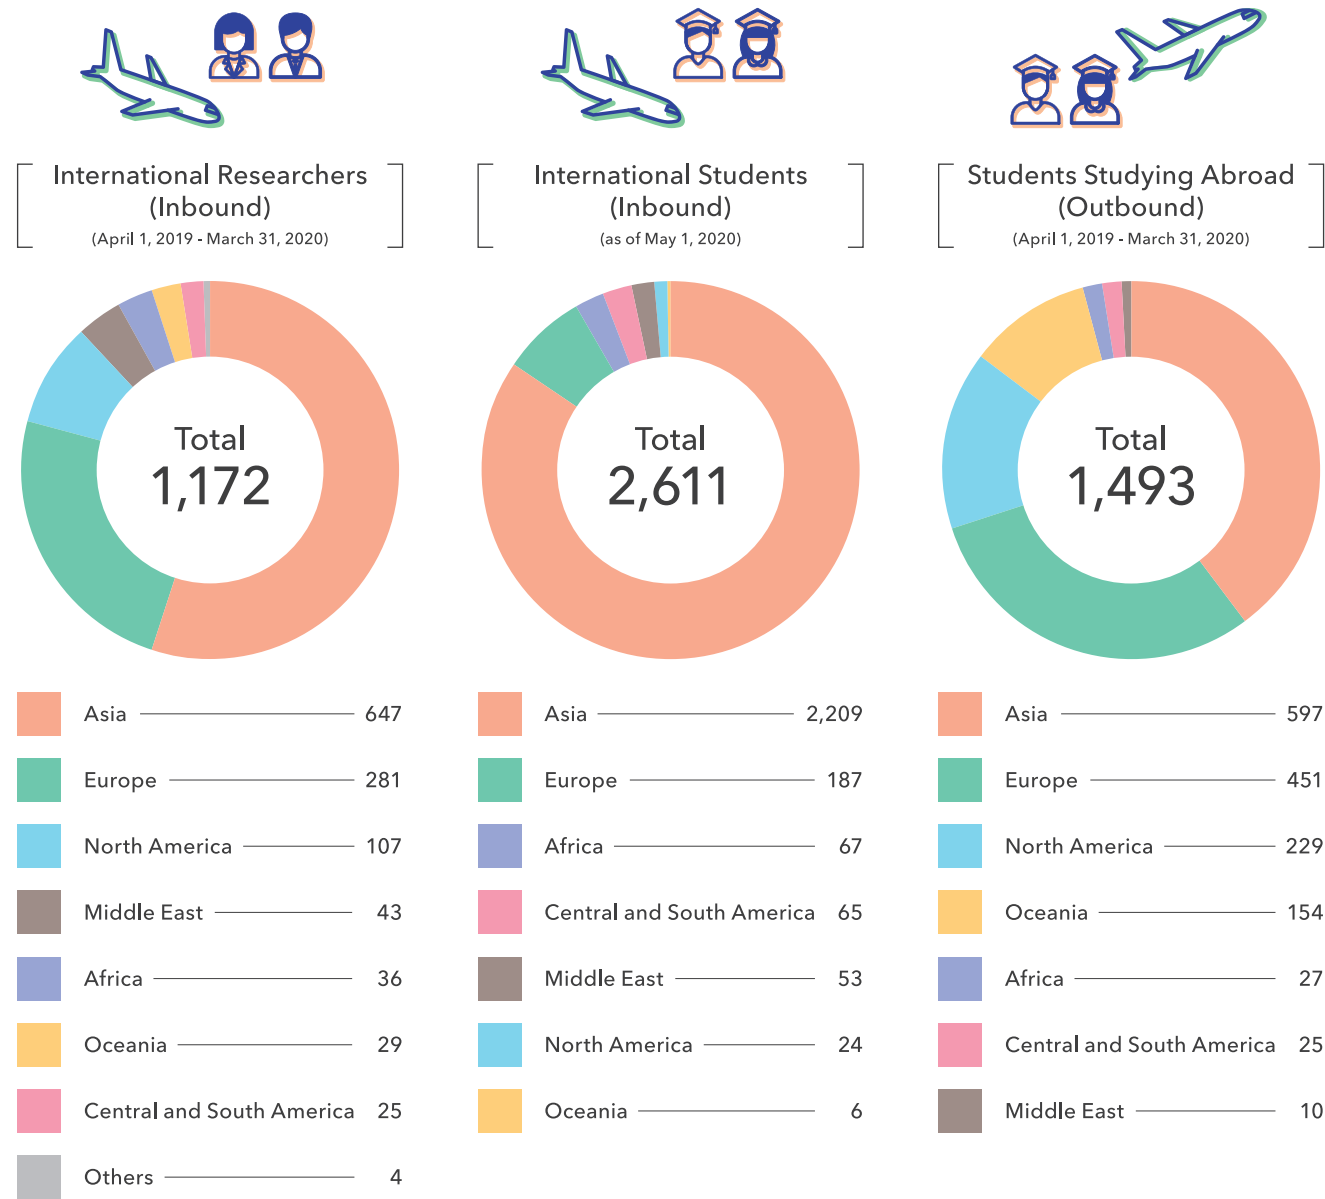 International Researchers
(Inbound)
(April 1, 2019 - March 31, 2020)
Total
1,172
Asia 647
Europe 281
North America 107
Middle East 43
Africa 36
Oceania 29
Central and South America 25
Others 4
International Students
(Inbound)
(as of May 1, 2020)
Total
2,611
Asia 2,209
Europe 187
Africa 67
Central and South America 65
Middle East 53
North America 24
Oceania 6
Students Studying Abroad
(Outbound)
(April 1, 2019 - March 31, 2020)
Total
1,493
Asia 597
Europe 451
North America 229
Oceania 154
Africa 27
Central and South America 25
Middle East 10